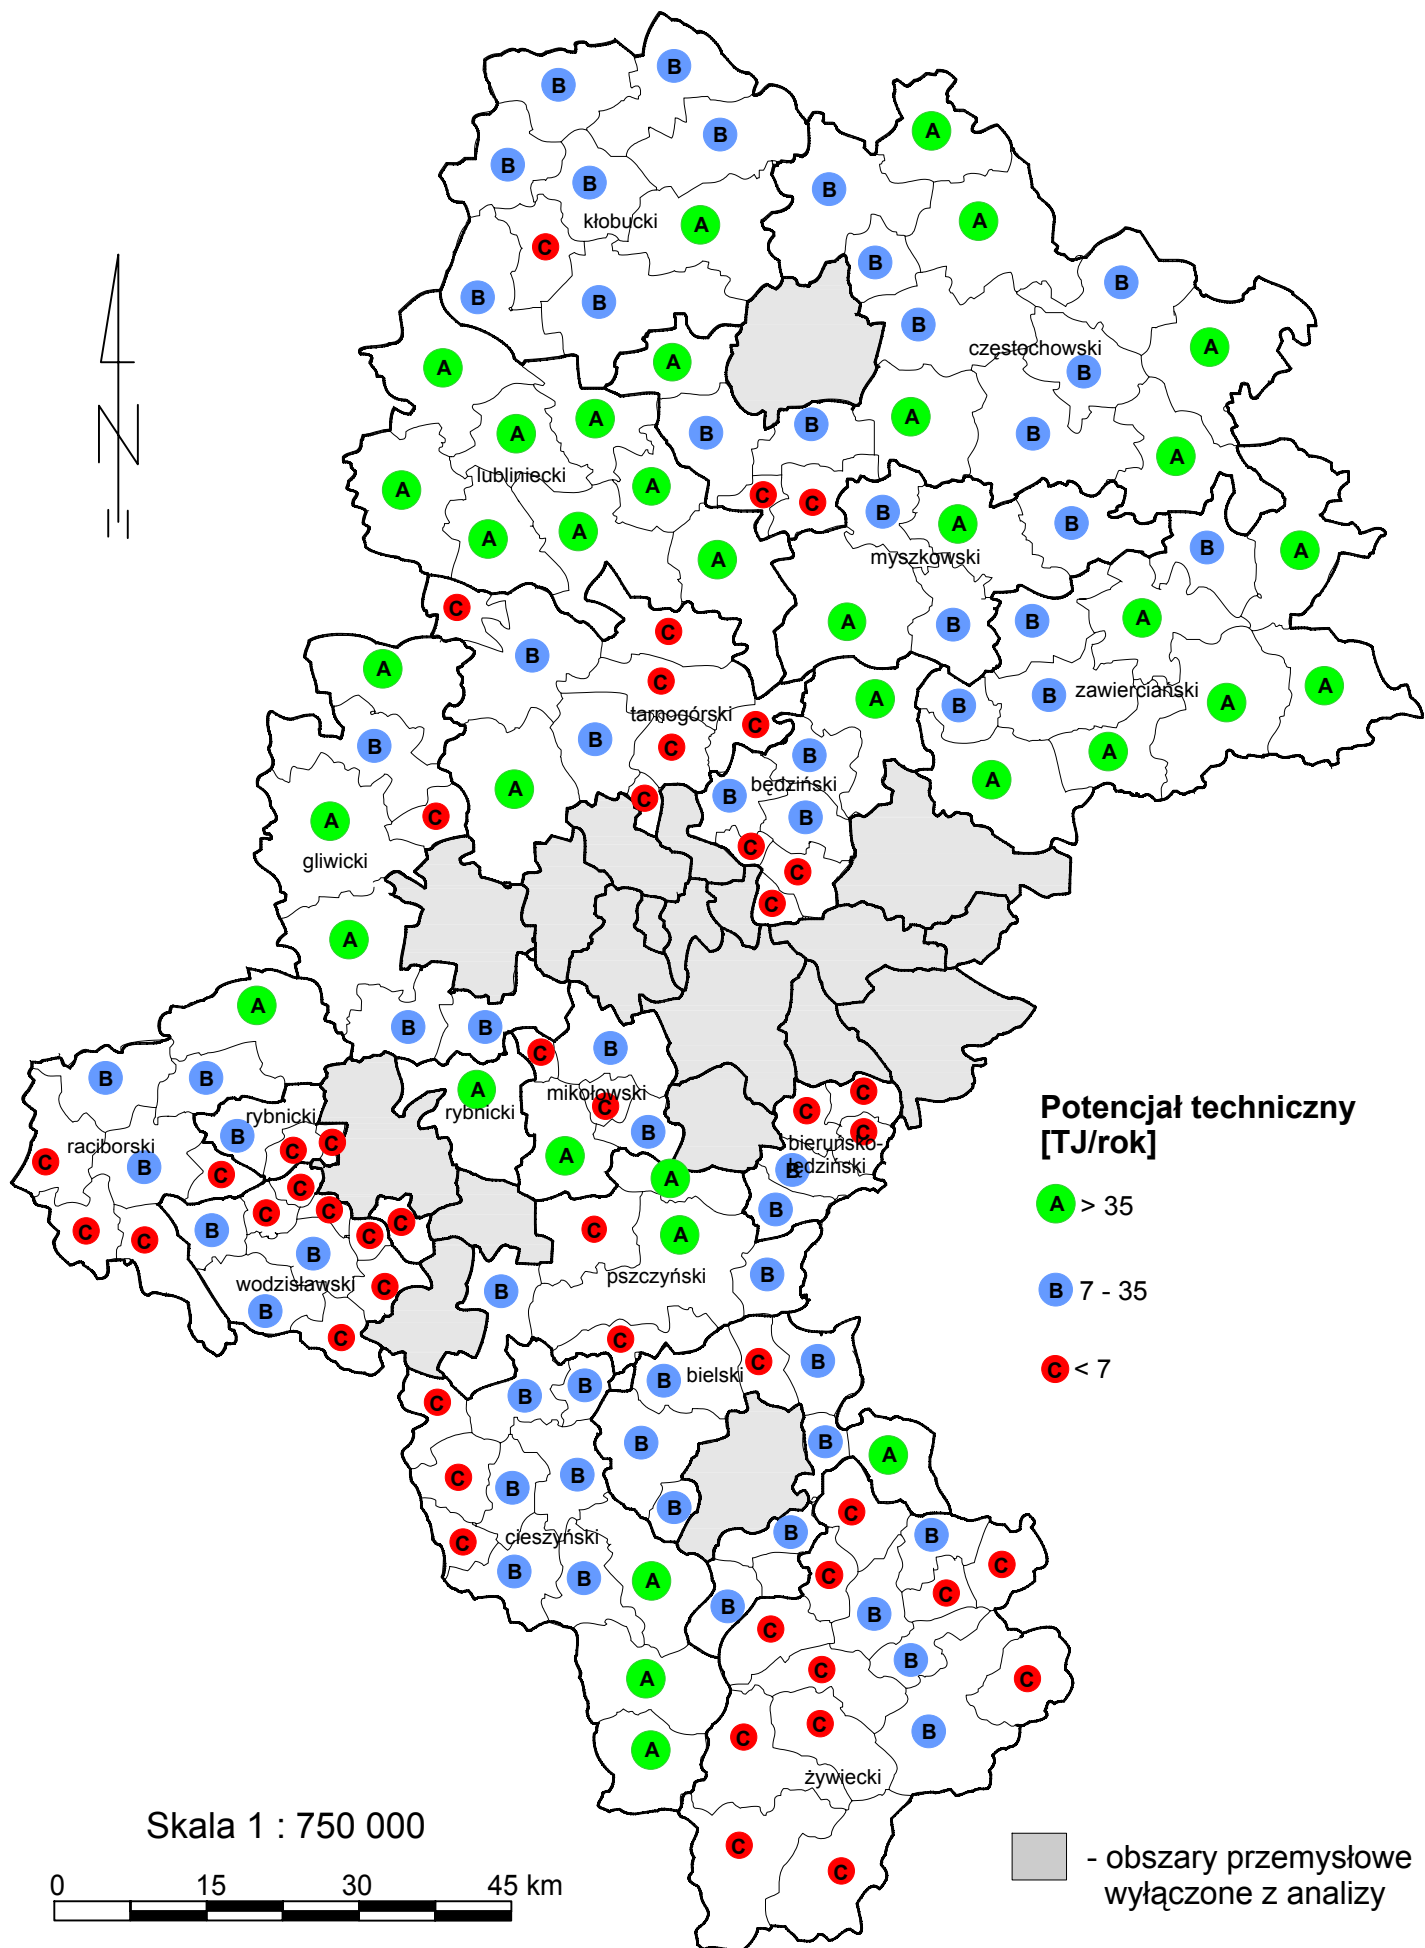 B
B
B
B
A
B
B
B
A
A
kłobucki
C
B
B
B
B
B
częstochowski
A
A
A
B
A
A
A
B
B
B
A
A
lubliniecki
A
A
C
C
B
A
B
A
A
A
myszkowski
B
A
C
B
C
A
B
B
A
A
C
tarnogórski
A
B
B
zawierciański
A
A
B
B
C
C
B
A
A
A
C
B
będziński
B
A
C
C
C
C
gliwicki
A
A
B
B
C
B
B
B
A
rybnicki
mikołowski
C
C
C
C
B
rybnicki
C
C
B
A
bieruńsko-
lędziński
B
raciborski
C
B
C
A
C
C
C
C
C
C
B
B
C
C
B
C
A
B
wodzisławski
C
B
B
pszczyński
B
C
C
bielski
C
B
C
B
B
B
B
B
A
C
B
B
B
C
B
C
cieszyński
B
B
A
C
B
C
C
B
C
B
A
C
B
C
C
C
B
A
żywiecki
C
C
Potencjał techniczny
[TJ/rok]
A > 35
B 7 - 35
C < 7
N
Skala 1 : 750 000
0 15 30 45 km
- obszary przemysłowe
wyłączone z analizy